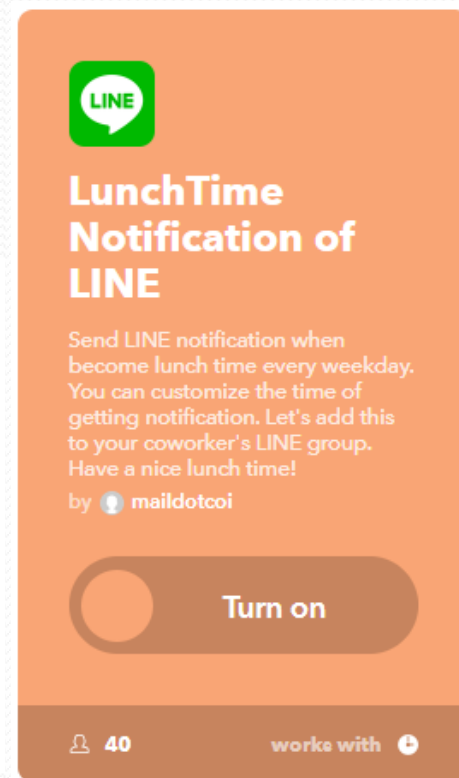 LINE
LunchTime
Notification of
LINE
Send LINE notification when
become lunch time every weekday.
You can customize the time of
getting notification. Let's add this
to your coworker's LINE group.
Have a nice lunch time!
by maildotcoi
Turn on
40 works with